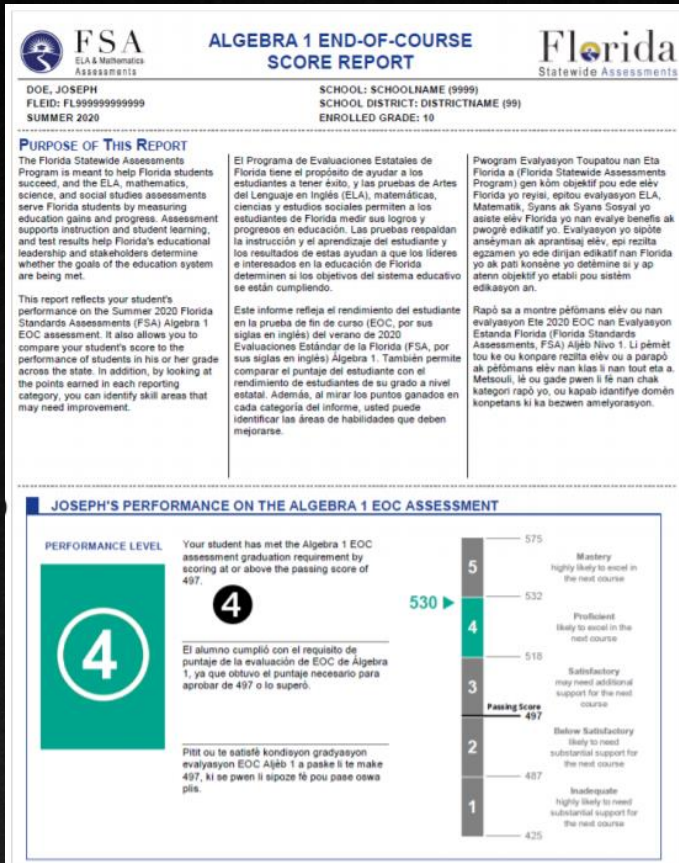 FSA
ELA & Mathematics
Assessments
ALGEBRA 1 END-OF-COURSE
SCORE REPORT
Florida
Statewide Assessments
DOE, JOSEPH
FLEID: FL999999999999
SUMMER 2020
SCHOOL: SCHOOLNAME (9999)
SCHOOL DISTRICT: DISTRICTNAME (99)
ENROLLED GRADE: 10
PURPOSE OF THIS REPORT
The Florida Statewide Assessments
Program is meant to help Florida students
succeed, and the ELA, mathematics,
science, and social studies assessments
serve Florida students by measuring
education gains and progress. Assessment
supports instruction and student learning,
and test results help Florida's educational
leadership and stakeholders determine
whether the goals of the education system
are being met.
This report reflects your student's
performance on the Summer 2020 Florida
Standards Assessments (FSA) Algebra 1
EOC assessment. It also allows you to
compare your student's score to the
performance of students in his or her grade
across the state. In addition, by looking at
the points earned in each reporting
category, you can identify skill areas that
may need improvement.
El Programa de Evaluaciones Estatales de
Florida tiene el propósito de ayudar a los
estudiantes a tener éxito, y las pruebas de Artes
del Lenguaje en Inglés (ELA), matemáticas,
ciencias y estudios sociales permiten a los
estudiantes de Florida medir sus logros y
progresos en educación. Las pruebas respaldan
la instrucción y el aprendizaje del estudiante y
los resultados de estas ayudan a que los líderes
e interesados en la educación de Florida
determinen si los objetivos del sistema educativo
se están cumpliendo.
Este informe refleja el rendimiento del estudiante
en la prueba de fin de curso (EOC, por sus
siglas en inglés) del verano de 2020
Evaluaciones Estándar de la Florida (FSA, por
sus siglas en inglés) Álgebra 1. También permite
comparar el puntaje del estudiante con el
rendimiento de estudiantes de su grado a nivel
estatal. Además, al mirar los puntos ganados en
cada categoría del informe, usted puede
identificar las áreas de habilidades que deben
mejorarse.
Pwogram Evalyasyon Toupatou nan Eta
Florida a (Florida Statewide Assessments
Program) gen kòm objektif pou ede elèv
Florida yo reyisi, epitou evalyasyon ELA,
Matematik, Syans ak Syans Sosyal yo
asiste elèv Florida yo nan evalye benefis ak
pwogrè edikatif yo. Evalyasyon yo sipòte
ansèyman ak aprantisaj elèv, epi rezilta
egzamen yo ede dirijan edikatif nan Florida
yo ak pati konsène yo detèmine si y ap
atenn objektif yo etabli pou sistèm
edikasyon an.
Rapò sa a montre pèfòmans elèv ou nan
evalyasyon Ete 2020 EOC nan Evalyasyon
Estanda Florida (Florida Standards
Assessments, FSA) Aljèb Nivo 1. Li pèmèt
tou ke ou konpare rezilta elèv ou a parapò
ak pèfòmans elèv nan klas li nan tout eta a.
Metsouli, lè ou gade pwen li fè nan chak
kategori rapò yo, ou kapab idantifye domèn
konpetans ki ka bezwen amelyorasyon.
JOSEPH'S PERFORMANCE ON THE ALGEBRA 1 EOC ASSESSMENT
PERFORMANCE LEVEL
4
Your student has met the Algebra 1 EOC
assessment graduation requirement by
scoring at or above the passing score of
497.
4
El alumno cumplió con el requisito de
puntaje de la evaluación de EOC de Álgebra
1, ya que obtuvo el puntaje necesario para
aprobar de 497 o lo superó.
Pitit ou te satisfè kondisyon gradyasyon
evalyasyon EOC Aljèb 1 a paske li te make
497, ki se pwen li sipoze fè pou pase oswa
plis.
530
575
5
Mastery
highly likely to excel in
the next course
532
4
Proficient
likely to excel in the
next course
518
3
Satisfactory
may need additional
support for the next
course
Passing Score
497
2
Below Satisfactory
likely to need
substantial support for
the next course
487
1
Inadequate
highly likely to need
substantial support for
the next course
425